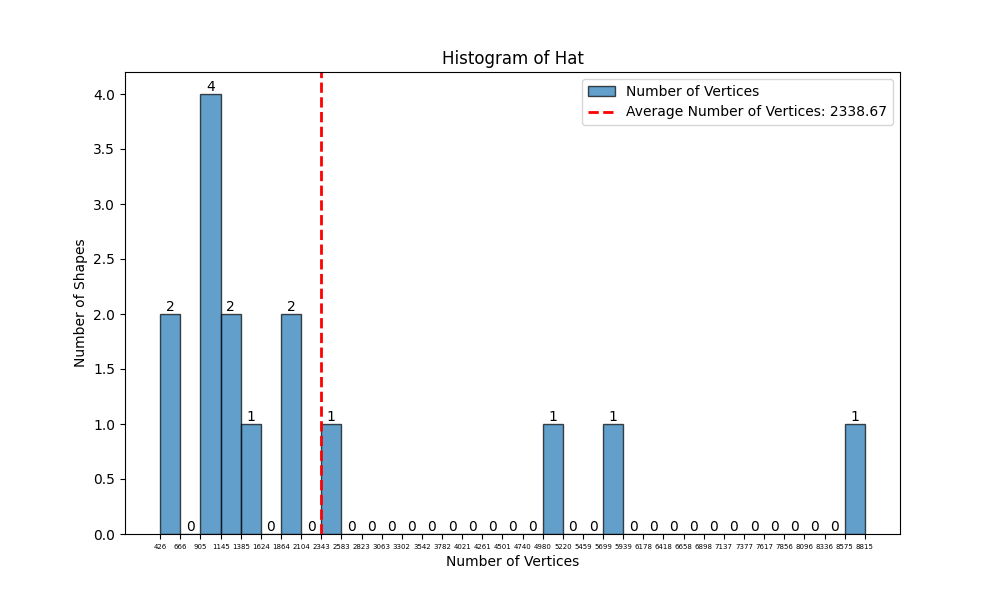 Histogram of Hat
Number of Vertices
Average Number of Vertices: 2338.67
Number of Shapes
4.0
3.5
3.0
2.5
2.0
1.5
1.0
0.5
0.0
2 0 4 2 1 0 2 0 1 0 0 0 0 0 0 0 0 0 0 1 0 0 1 0 0 0 0 0 0 0 0 0 0 0 1
426 666 905 1145 1385 1624 1864 2104 2343 2583 2823 3063 3302 3542 3782 4021 4261 4501 4740 4980 5220 5459 5699 5939 6178 6418 6658 6898 7137 7377 7617 7856 8096 8336 8575 8815
Number of Vertices